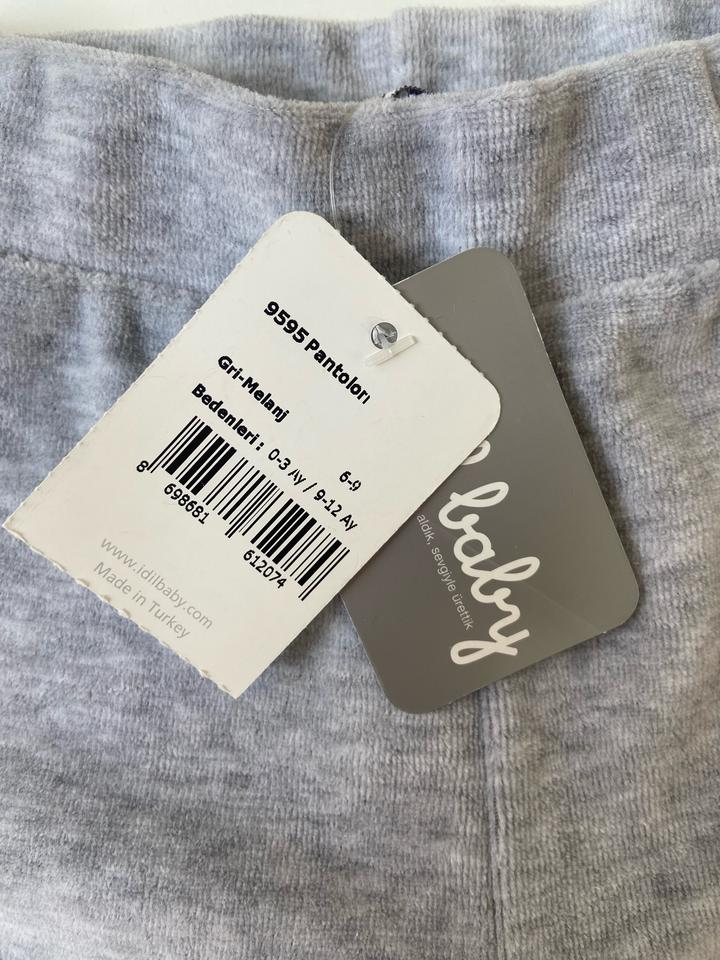 9595 Pantolon
Gri-Melanj
6-9
Bedenleri : 0-3 Ay / 9-12 Ay
8 698681 612074
www.idilbaby.com
Made in Turkey
baby
aldık, sevgiyle ürettik